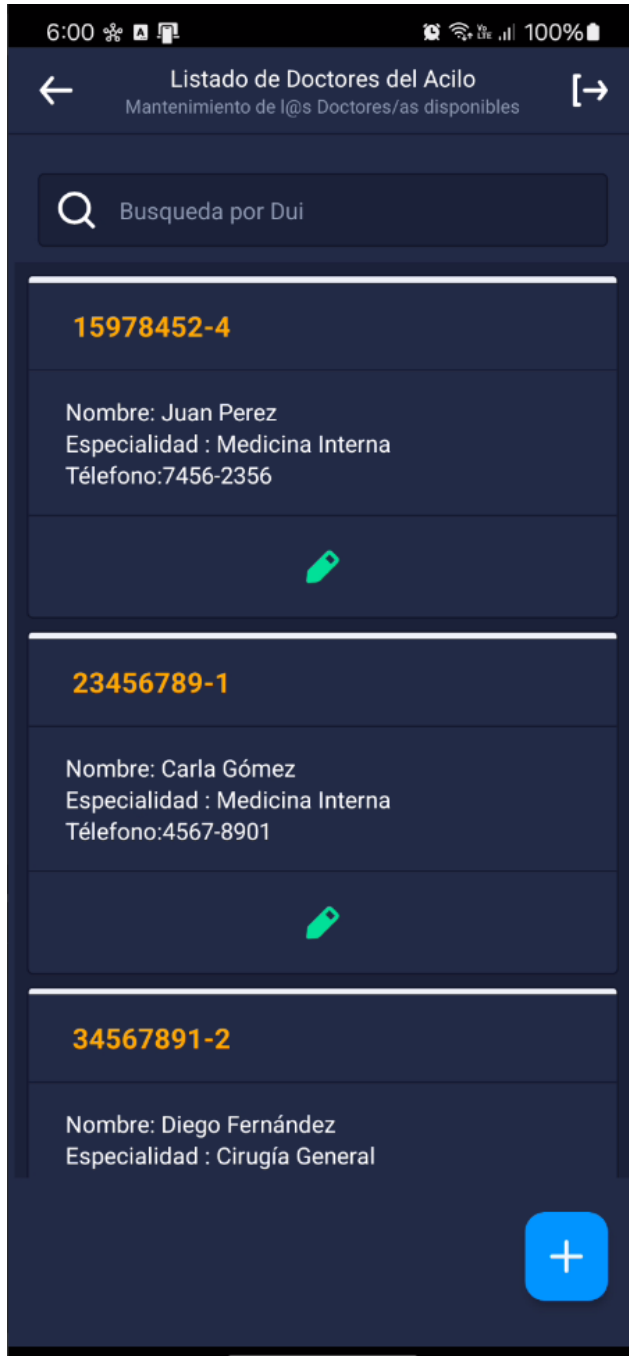 6:00
100%
Listado de Doctores del Acilo
Mantenimiento de l@s Doctores/as disponibles
Busqueda por Dui
15978452-4
Nombre: Juan Perez
Especialidad : Medicina Interna
Télefono:7456-2356
23456789-1
Nombre: Carla Gómez
Especialidad : Medicina Interna
Télefono:4567-8901
34567891-2
Nombre: Diego Fernández
Especialidad : Cirugía General